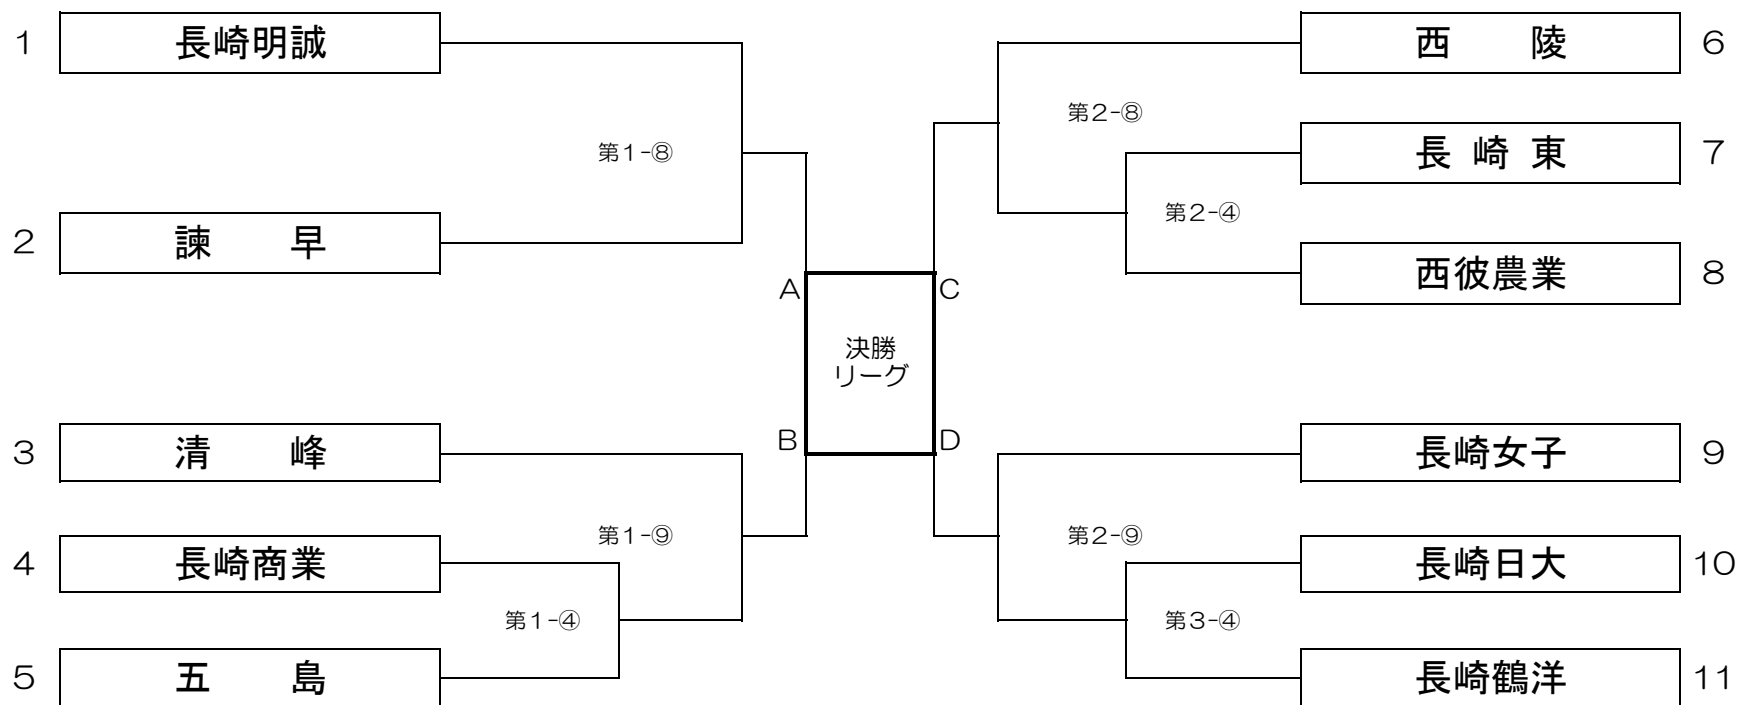 1 長崎明誠
第1-⑧
2 諫 早
3 清 峰
第1-⑨
4 長崎商業
第1-④
5 五 島
A C
決勝
リーグ
B D
西 陵 6
第2-⑧
長 崎 東 7
第2-④
西彼農業 8
長崎女子 9
第2-⑨
長崎日大 10
第3-④
長崎鶴洋 11